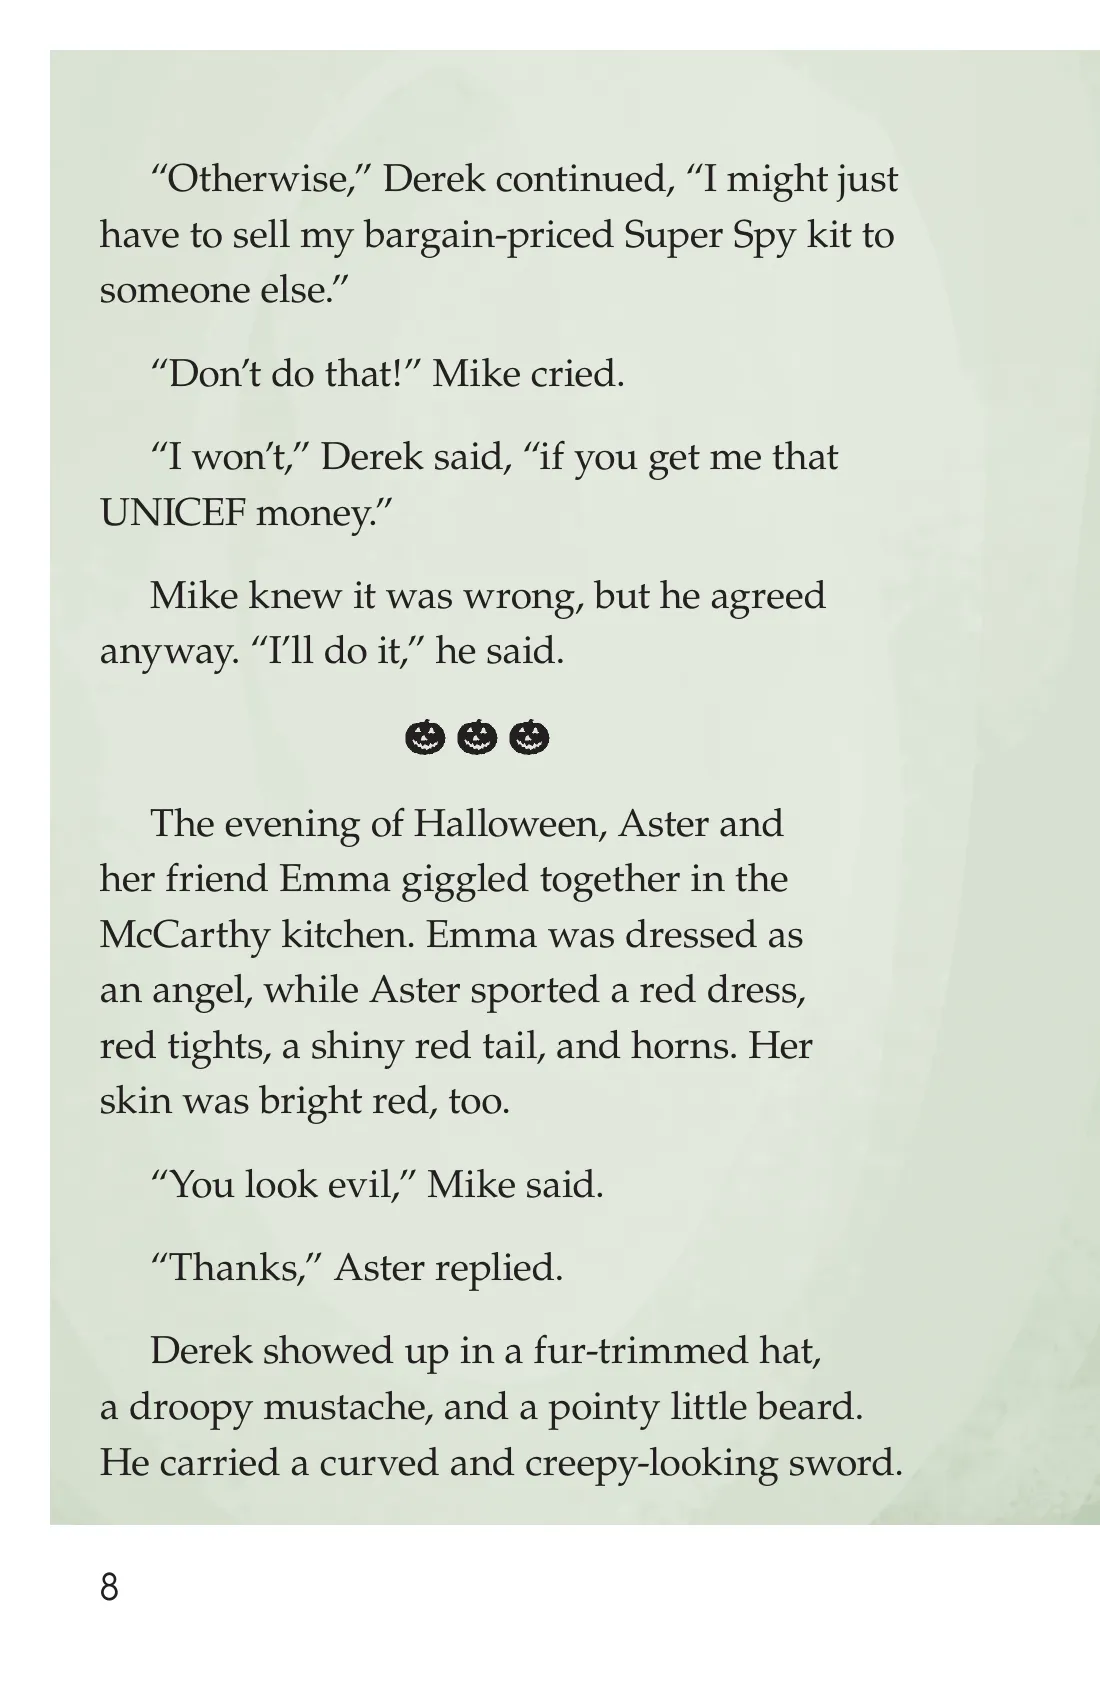 “Otherwise,” Derek continued, “I might just
have to sell my bargain-priced Super Spy kit to
someone else.”
“Don’t do that!” Mike cried.
“I won’t,” Derek said, “if you get me that
UNICEF money.”
Mike knew it was wrong, but he agreed
anyway. “I’ll do it,” he said.
The evening of Halloween, Aster and
her friend Emma giggled together in the
McCarthy kitchen. Emma was dressed as
an angel, while Aster sported a red dress,
red tights, a shiny red tail, and horns. Her
skin was bright red, too.
“You look evil,” Mike said.
“Thanks,” Aster replied.
Derek showed up in a fur-trimmed hat,
a droopy mustache, and a pointy little beard.
He carried a curved and creepy-looking sword.
8